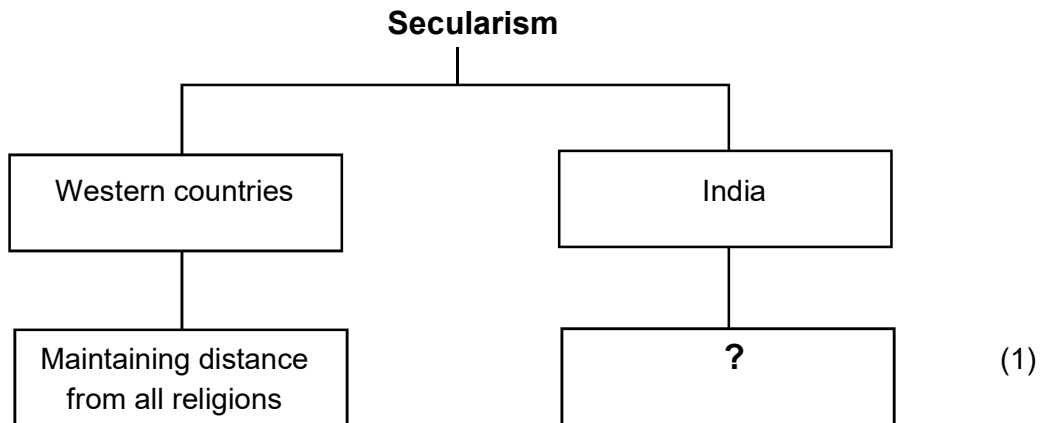 Secularism
Western countries
India
Maintaining distance
from all religions
?
(1)